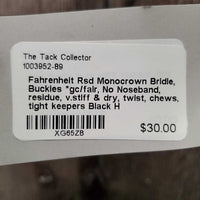 The Tack Collector
1003952-89
Fahrenheit Rsd Monocrown Bridle,
Buckles *gc/fair, No Noseband,
residue, v.stiff & dry, twist, chews,
tight keepers Black H
XG65ZB
$30.00